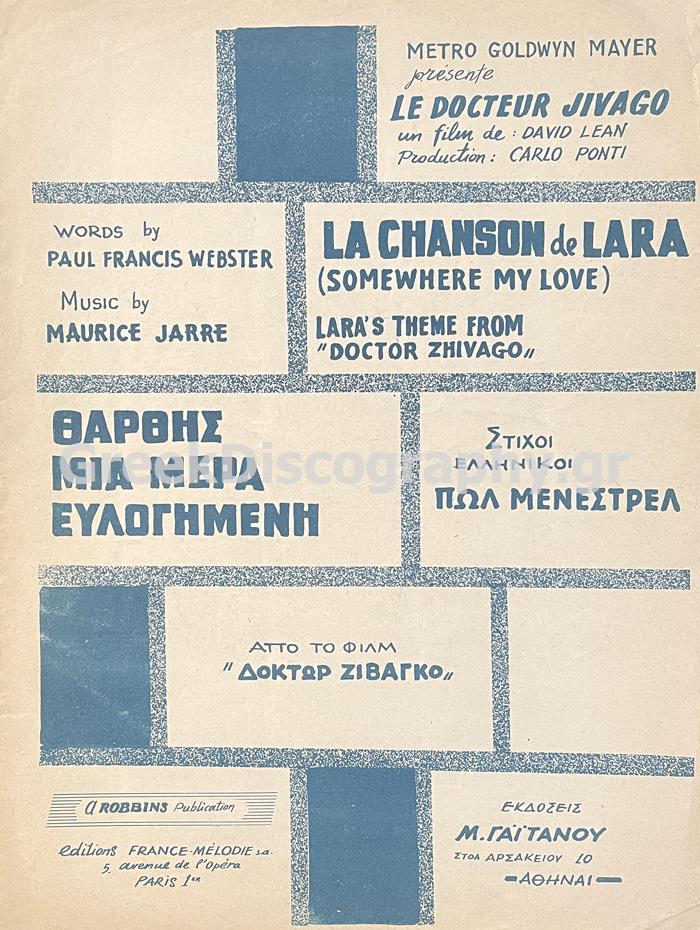 METRO GOLDWYN MAYER
présente
LE DOCTEUR JIVAGO
un film de : DAVID LEAN
Production : CARLO PONTI
WORDS by
PAUL FRANCIS WEBSTER
MUSIC by
MAURICE JARRE
LA CHANSON de LARA
(SOMEWHERE MY LOVE)
LARA'S THEME FROM
"DOCTOR ZHIVAGO„
ΘΑΡΘΗΣ
ΜΙΑ ΜΕΡΑ
ΕΥΛΟΓΗΜΕΝΗ
ΣΤΙΧΟΙ
ΕΛΛΗΝΙΚΟΙ
ΠΩΛ ΜΕΝΕΣΤΡΕΛ
GreekDiscography.gr
ΑΠΟ ΤΟ ΦΙΛΜ
"ΔΟΚΤΩΡ ΖΙΒΑΓΚΟ„
a ROBBINS Publication
editions FRANCE-MÉLODIE s.a.
5, avenue de l'opéra
PARIS 1er
ΕΚΔΟΣΕΙΣ
Μ. ΓΑΪΤΑΝΟΥ
ΣΤΟΑ ΑΡΣΑΚΕΙΟΥ 10
-ΑΘΗΝΑΙ-